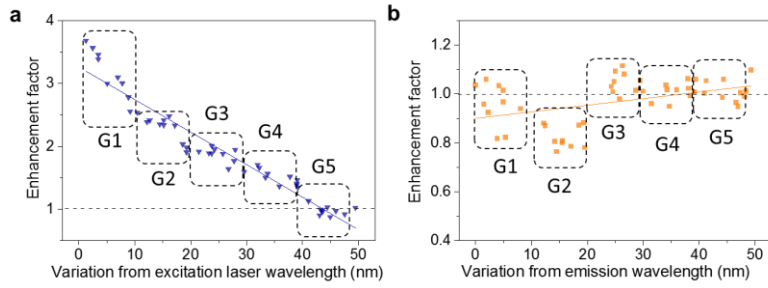 a
4
3
2
1
0
10
20
30
40
50
Enhancement factor
Variation from excitation laser wavelength (nm)
G1
G2
G3
G4
G5
b
1.2
1.0
0.8
0.6
0.4
0
10
20
30
40
50
Enhancement factor
Variation from emission wavelength (nm)
G1
G2
G3
G4
G5